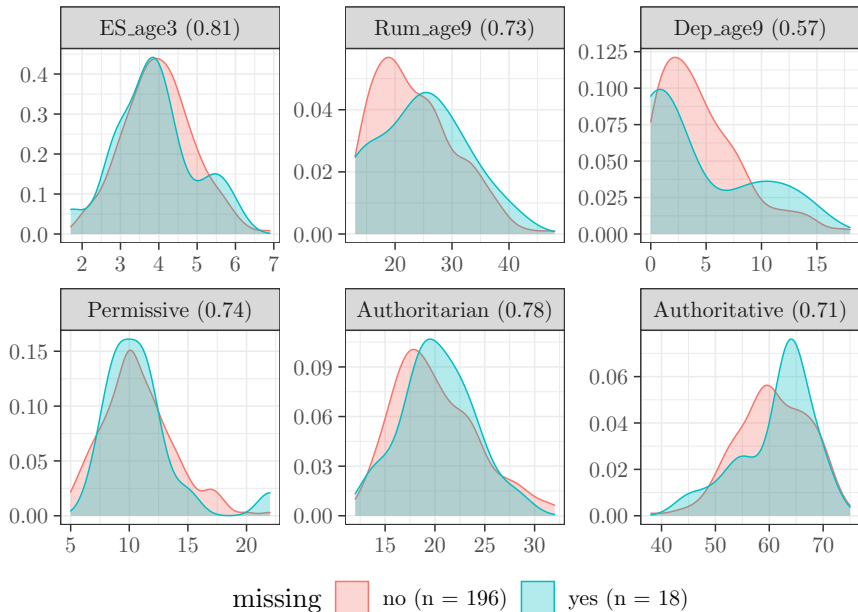 ES_age3 (0.81)
Rum_age9 (0.73)
Dep_age9 (0.57)
0.4
0.3
0.2
0.1
0.0
2 3 4 5 6 7
0.04
0.02
0.00
20 30 40
0.125
0.100
0.075
0.050
0.025
0.000
0 5 10 15
Permissive (0.74)
Authoritarian (0.78)
Authoritative (0.71)
0.15
0.10
0.05
0.00
5 10 15 20
0.09
0.06
0.03
0.00
15 20 25 30
0.06
0.04
0.02
0.00
40 50 60 70
missing no (n = 196) yes (n = 18)